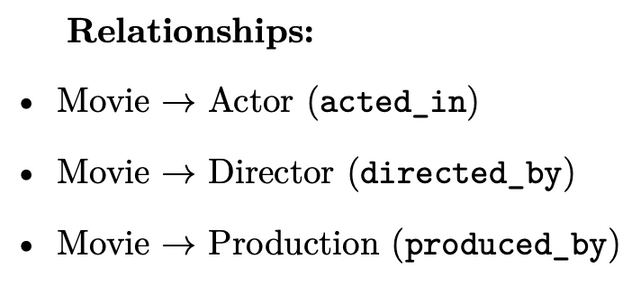 Relationships:
• Movie → Actor (acted_in)
• Movie → Director (directed_by)
• Movie → Production (produced_by)